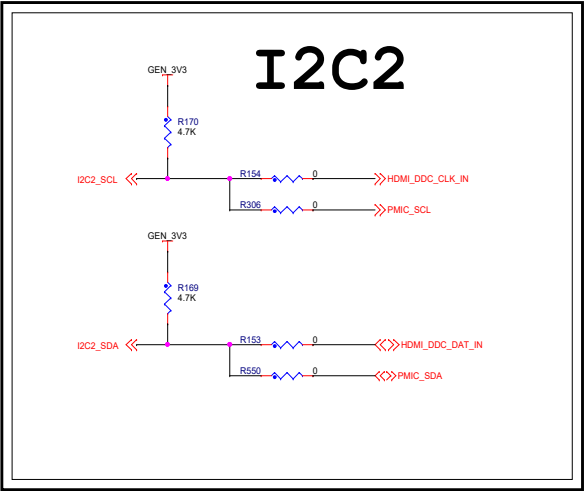 I2C2
GEN_3V3
R170
4.7K
I2C2_SCL
R154
0
HDMI_DDC_CLK_IN
R306
0
PMIC_SCL
GEN_3V3
R169
4.7K
I2C2_SDA
R153
0
HDMI_DDC_DAT_IN
R550
0
PMIC_SDA